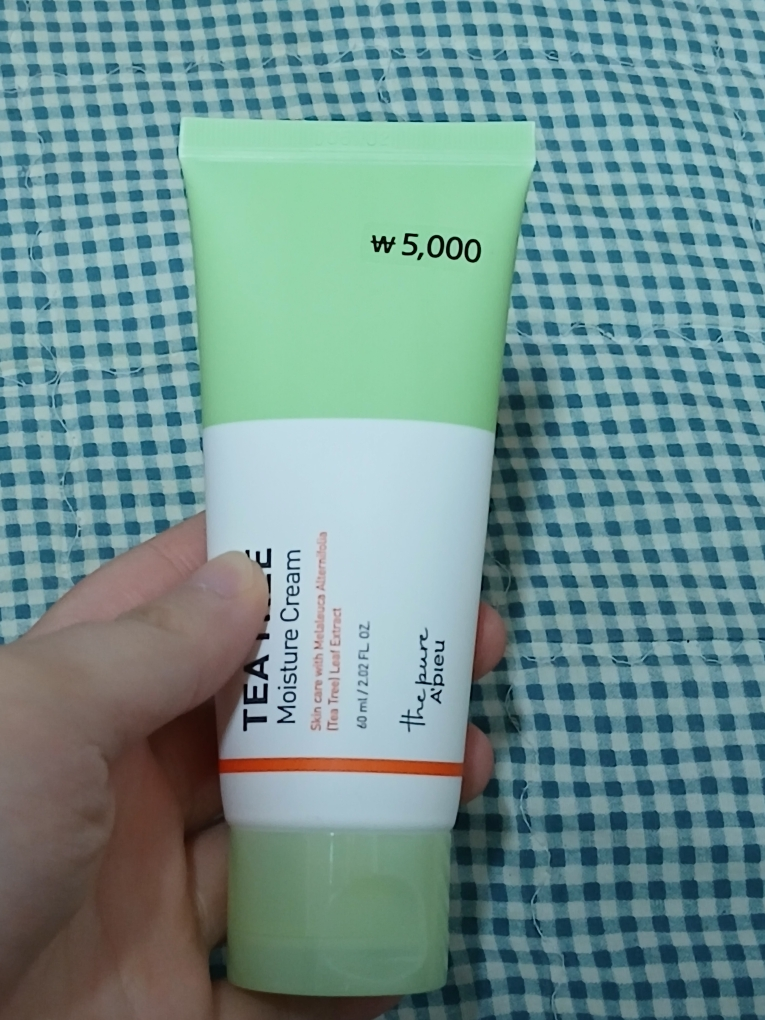 ₩ 5,000
TEA TREE
Moisture Cream
Skin care with Melaleuca Alternifolia
(Tea Tree) Leaf Extract
60 ml / 2.02 FL. OZ.
the pure
A'PIEU